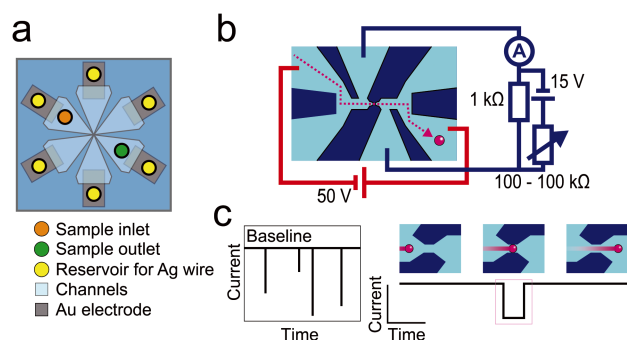 a
Sample inlet
Sample outlet
Reservoir for Ag wire
Channels
Au electrode
b
A
1 kΩ
15 V
100 - 100 kΩ
50 V
c
Baseline
Current
Time
Current
Time